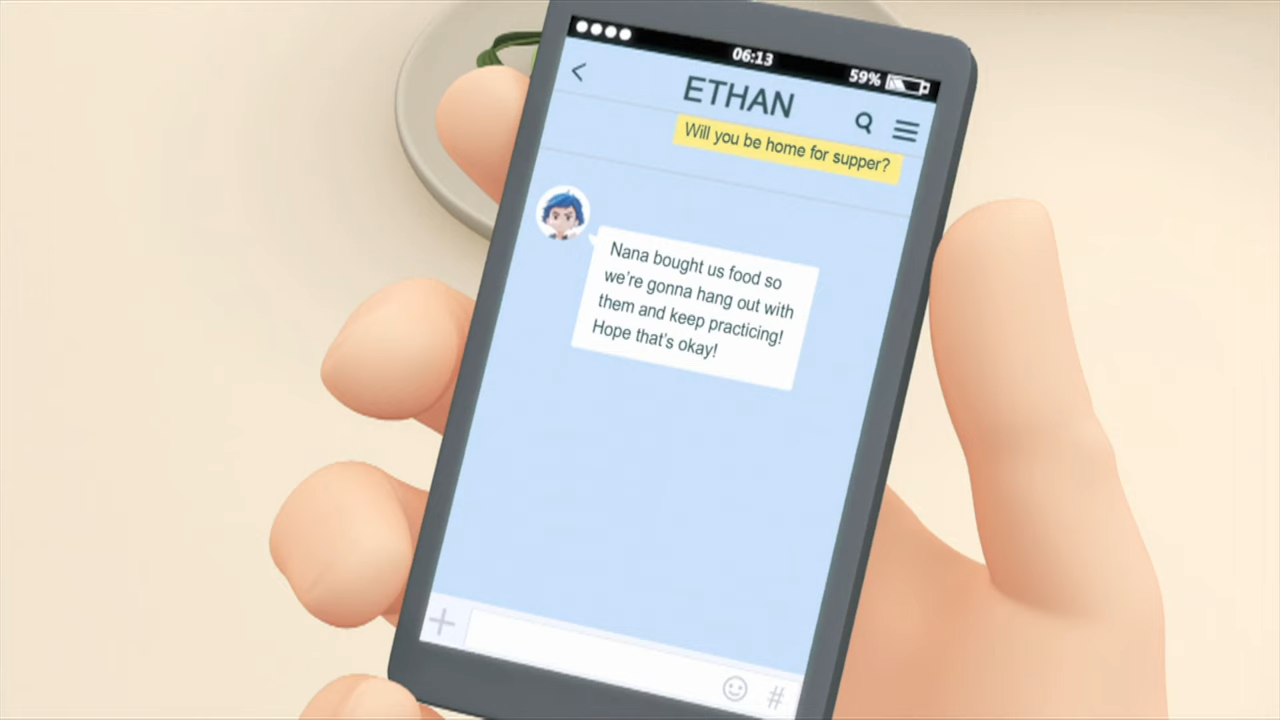 06:13
59%
ETHAN
Will you be home for supper?
Nana bought us food so
we're gonna hang out with
them and keep practicing!
Hope that's okay!
#